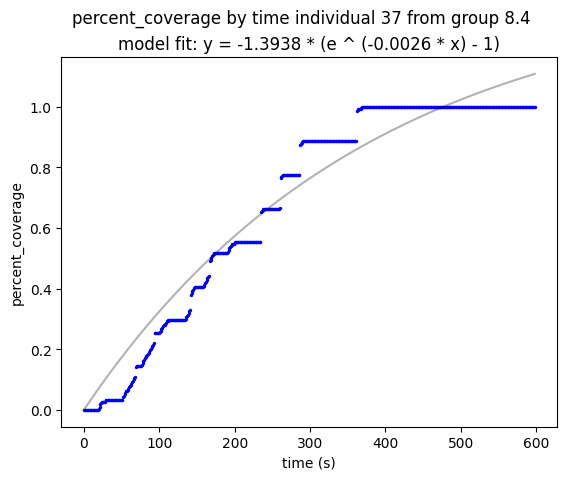 percent_coverage by time individual 37 from group 8.4
model fit: y = -1.3938 * (e ^ (-0.0026 * x) - 1)
percent_coverage
1.0
0.8
0.6
0.4
0.2
0.0
0 100 200 300 400 500 600
time (s)